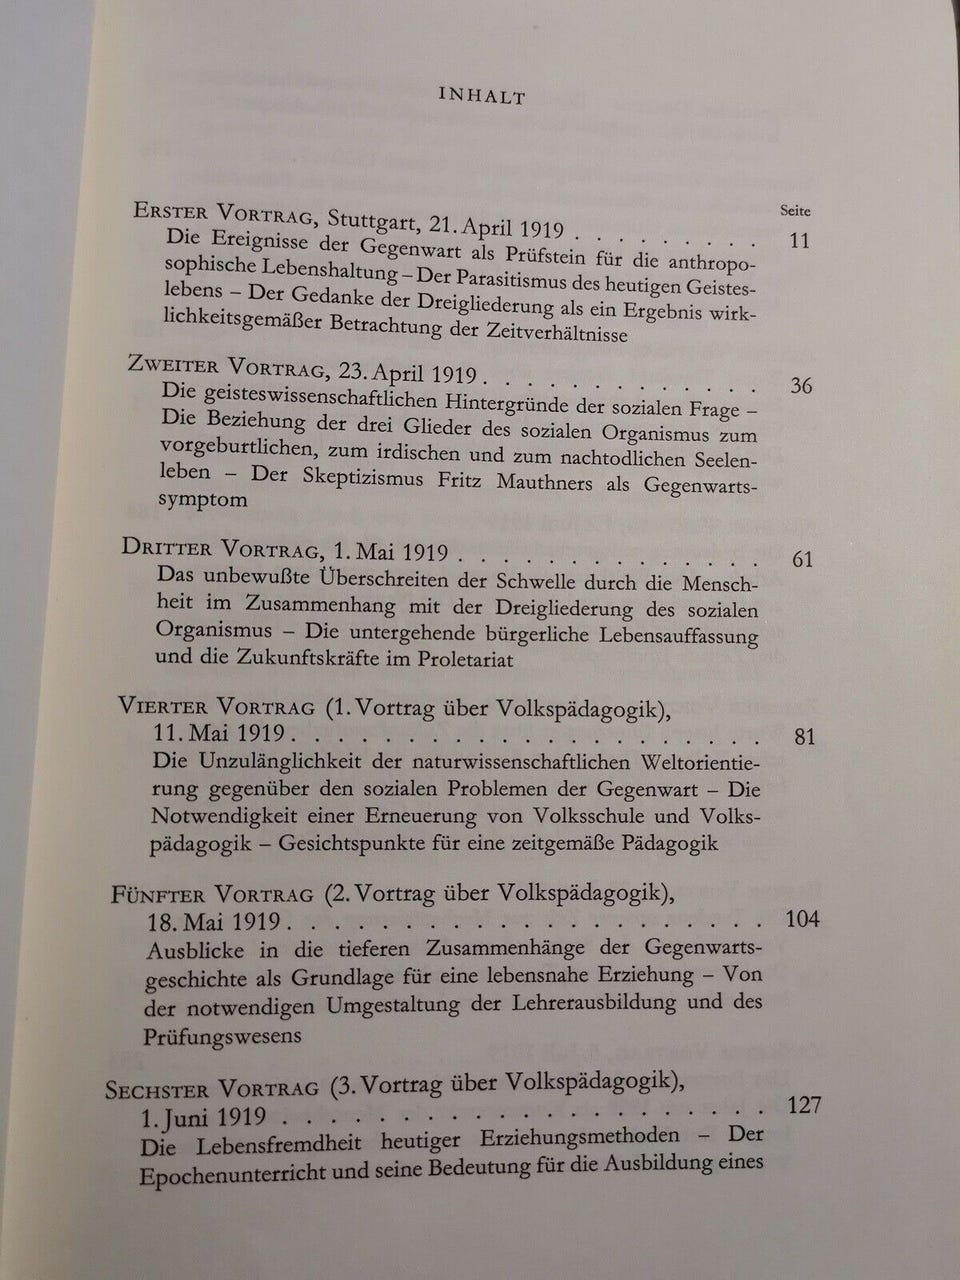 INHALT
Seite
ERSTER VORTRAG, Stuttgart, 21. April 1919 . . . . . . . . 11
Die Ereignisse der Gegenwart als Prüfstein für die anthropo-
sophische Lebenshaltung – Der Parasitismus des heutigen Geistes-
lebens – Der Gedanke der Dreigliederung als ein Ergebnis wirk-
lichkeitsgemäßer Betrachtung der Zeitverhältnisse
ZWEITER VORTRAG, 23. April 1919 . . . . . . . . . . . . 36
Die geisteswissenschaftlichen Hintergründe der sozialen Frage –
Die Beziehung der drei Glieder des sozialen Organismus zum
vorgeburtlichen, zum irdischen und zum nachtodlichen Seelen-
leben – Der Skeptizismus Fritz Mauthners als Gegenwarts-
symptom
DRITTER VORTRAG, 1. Mai 1919 . . . . . . . . . . . . . 61
Das unbewußte Überschreiten der Schwelle durch die Mensch-
heit im Zusammenhang mit der Dreigliederung des sozialen
Organismus – Die untergehende bürgerliche Lebensauffassung
und die Zukunftskräfte im Proletariat
VIERTER VORTRAG (1. Vortrag über Volkspädagogik),
11. Mai 1919 . . . . . . . . . . . . . . . . . . . . 81
Die Unzulänglichkeit der naturwissenschaftlichen Weltorientie-
rung gegenüber den sozialen Problemen der Gegenwart – Die
Notwendigkeit einer Erneuerung von Volksschule und Volks-
pädagogik – Gesichtspunkte für eine zeitgemäße Pädagogik
FÜNFTER VORTRAG (2. Vortrag über Volkspädagogik),
18. Mai 1919 . . . . . . . . . . . . . . . . . . . . 104
Ausblicke in die tieferen Zusammenhänge der Gegenwarts-
geschichte als Grundlage für eine lebensnahe Erziehung – Von
der notwendigen Umgestaltung der Lehrerausbildung und des
Prüfungswesens
SECHSTER VORTRAG (3. Vortrag über Volkspädagogik),
1. Juni 1919 . . . . . . . . . . . . . . . . . . . . . 127
Die Lebensfremdheit heutiger Erziehungsmethoden – Der
Epochenunterricht und seine Bedeutung für die Ausbildung eines